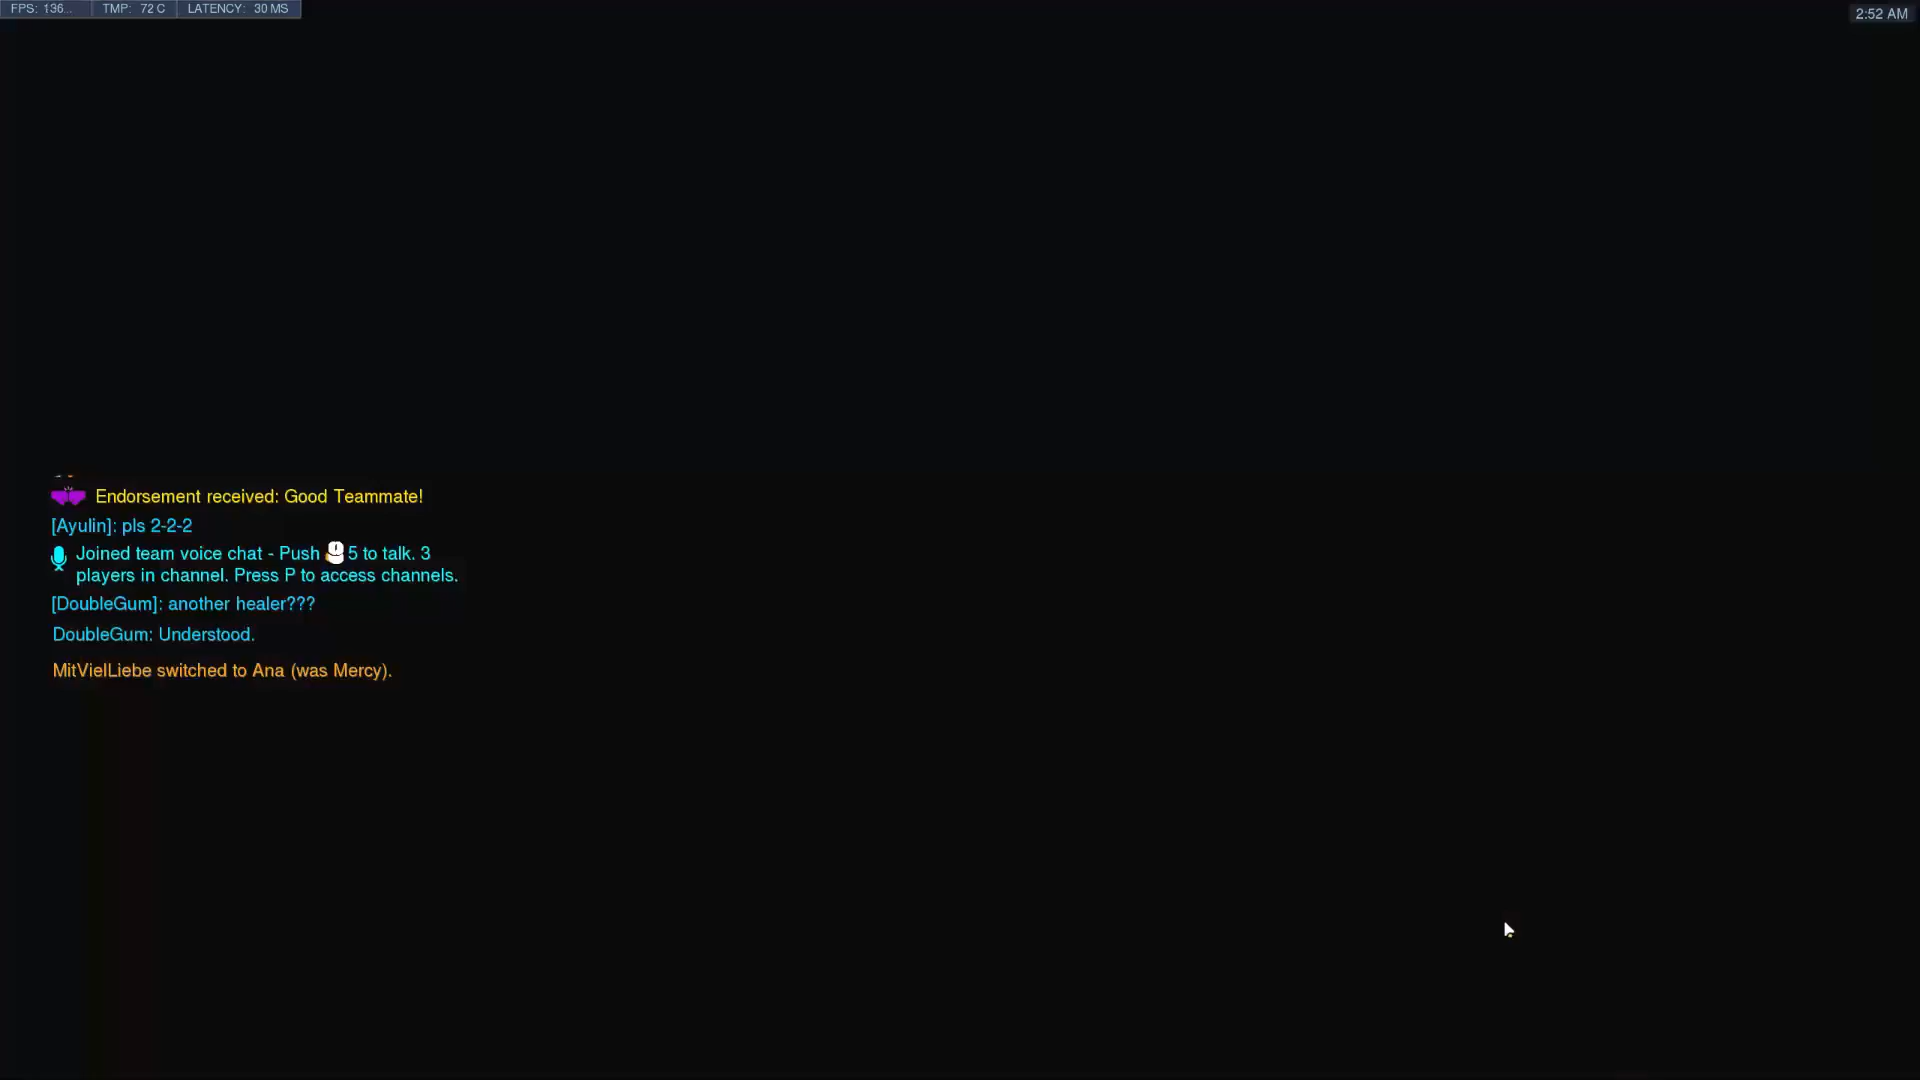 FPS: 136... TMP: 72 C LATENCY: 30 MS
2:52 AM
Endorsement received: Good Teammate!
[Ayulin]: pls 2-2-2
Joined team voice chat - Push 5 to talk. 3
players in channel. Press P to access channels.
[DoubleGum]: another healer???
DoubleGum: Understood.
MitVielLiebe switched to Ana (was Mercy).